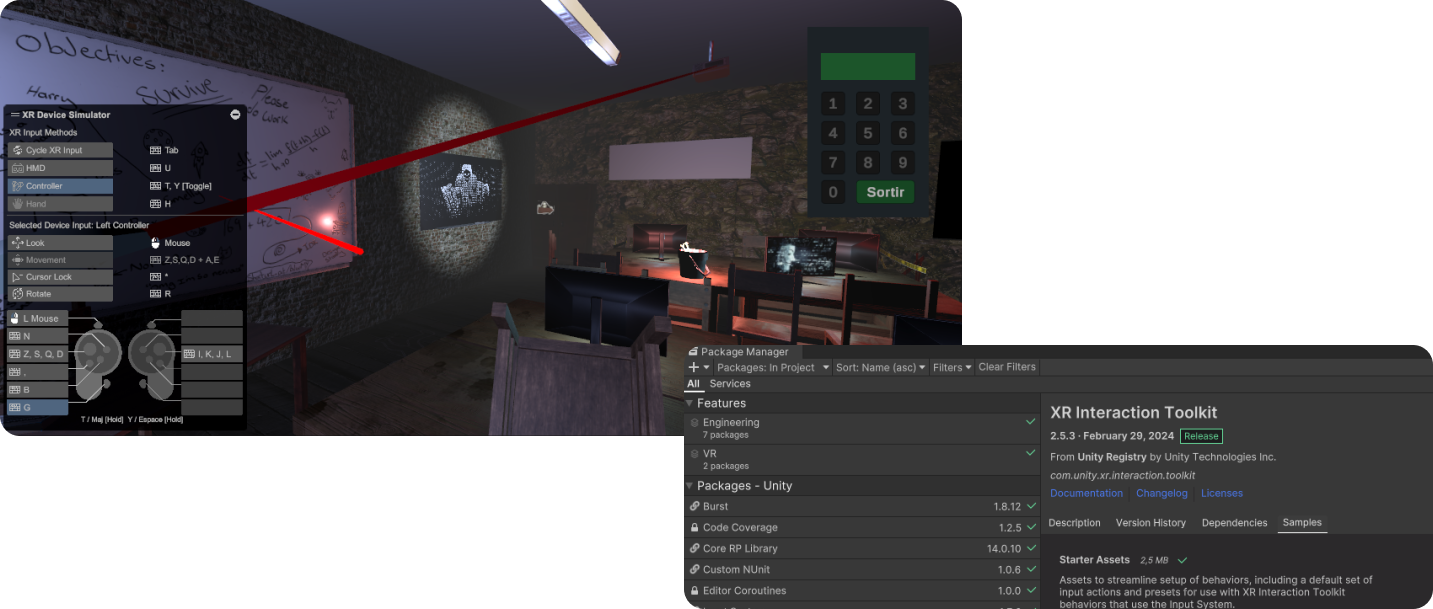 Objectives:
Harry
Survive
Please
Work
XR Device Simulator
XR Input Methods
Cycle XR Input
Tab
HMD
U
Controller
T, Y [Toggle]
Hand
H
Selected Device Input: Left Controller
Look
Mouse
Movement
Z,S,Q,D + A,E
Cursor Lock
*
Rotate
R
L Mouse
N
Z, S, Q, D
I, K, J, L
,
B
G
T / Maj [Hold] Y / Espace [Hold]
1 2 3
4 5 6
7 8 9
0 Sortir
Package Manager
+ Packages: In Project Sort: Name (asc) Filters Clear Filters
All Services
Features
Engineering
7 packages
VR
2 packages
Packages - Unity
Burst 1.8.12
Code Coverage 1.2.5
Core RP Library 14.0.10
Custom NUnit 1.0.6
Editor Coroutines 1.0.0
XR Interaction Toolkit
2.5.3 · February 29, 2024 Release
From Unity Registry by Unity Technologies Inc.
com.unity.xr.interaction.toolkit
Documentation Changelog Licenses
Description Version History Dependencies Samples
Starter Assets 2,5 MB
Assets to streamline setup of behaviors, including a default set of
input actions and presets for use with XR Interaction Toolkit
behaviors that use the Input System.